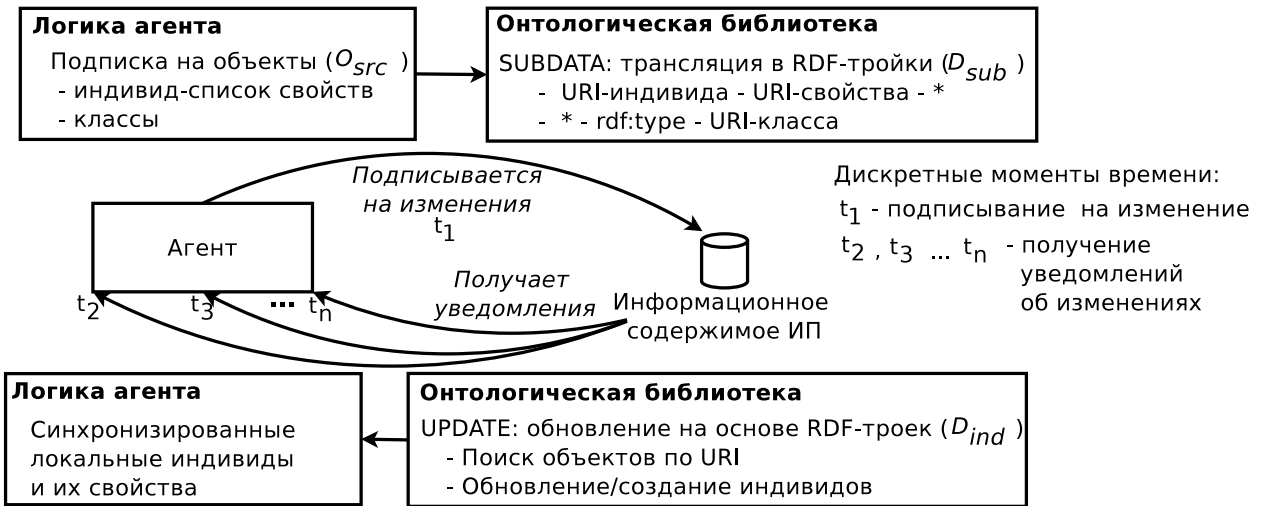 Логика агента
Подписка на объекты (O_src )
- индивид-список свойств
- классы
Онтологическая библиотека
SUBDATA: трансляция в RDF-тройки (D_sub )
- URI-индивида - URI-свойства - *
- * - rdf:type - URI-класса
Подписывается
на изменения
t1
Агент
Получает
уведомления
t2
t3
...
tn
Информационное
содержимое ИП
Дискретные моменты времени:
t1 - подписывание на изменение
t2 , t3 ... tn - получение
уведомлений
об изменениях
Логика агента
Синхронизированные
локальные индивиды
и их свойства
Онтологическая библиотека
UPDATE: обновление на основе RDF-троек (D_ind )
- Поиск объектов по URI
- Обновление/создание индивидов